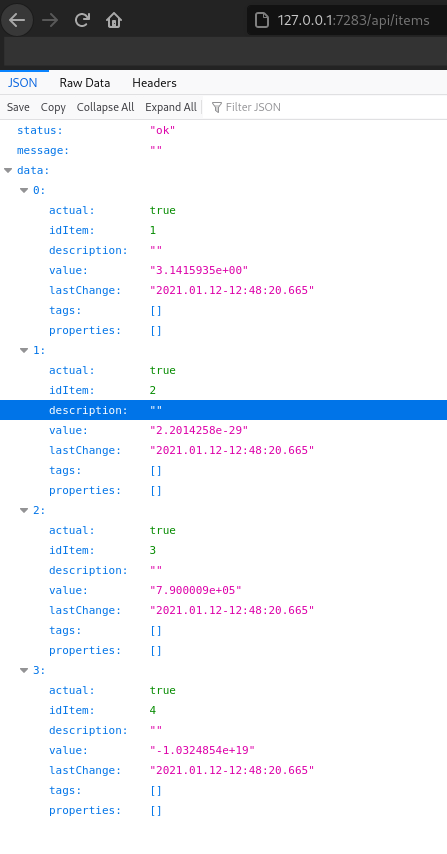 127.0.0.1:7283/api/items
JSON Raw Data Headers
Save Copy Collapse All Expand All Filter JSON
status: "ok"
message: ""
data:
0:
actual: true
idItem: 1
description: ""
value: "3.1415935e+00"
lastChange: "2021.01.12-12:48:20.665"
tags: []
properties: []
1:
actual: true
idItem: 2
description: ""
value: "2.2014258e-29"
lastChange: "2021.01.12-12:48:20.665"
tags: []
properties: []
2:
actual: true
idItem: 3
description: ""
value: "7.900009e+05"
lastChange: "2021.01.12-12:48:20.665"
tags: []
properties: []
3:
actual: true
idItem: 4
description: ""
value: "-1.0324854e+19"
lastChange: "2021.01.12-12:48:20.665"
tags: []
properties: []